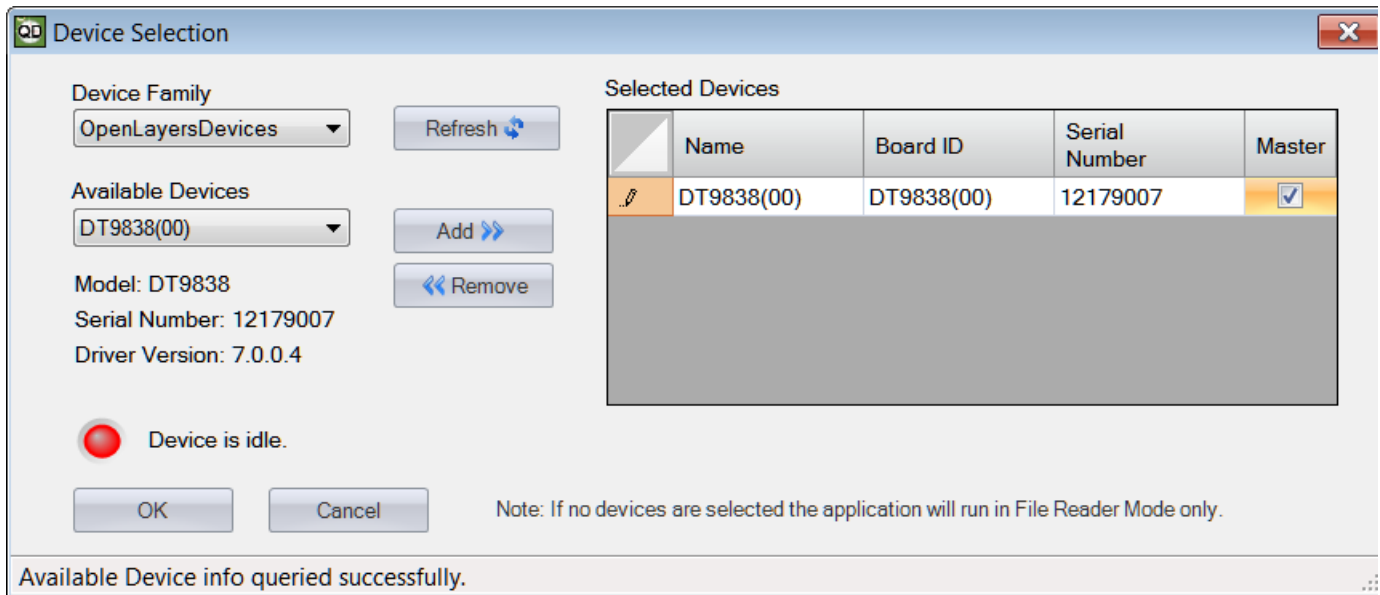 QD Device Selection
Device Family
OpenLayersDevices
Refresh
Available Devices
DT9838(00)
Add
Remove
Model: DT9838
Serial Number: 12179007
Driver Version: 7.0.0.4
Device is idle.
OK
Cancel
Selected Devices
Name Board ID Serial Number Master
DT9838(00) DT9838(00) 12179007
Note: If no devices are selected the application will run in File Reader Mode only.
Available Device info queried successfully.